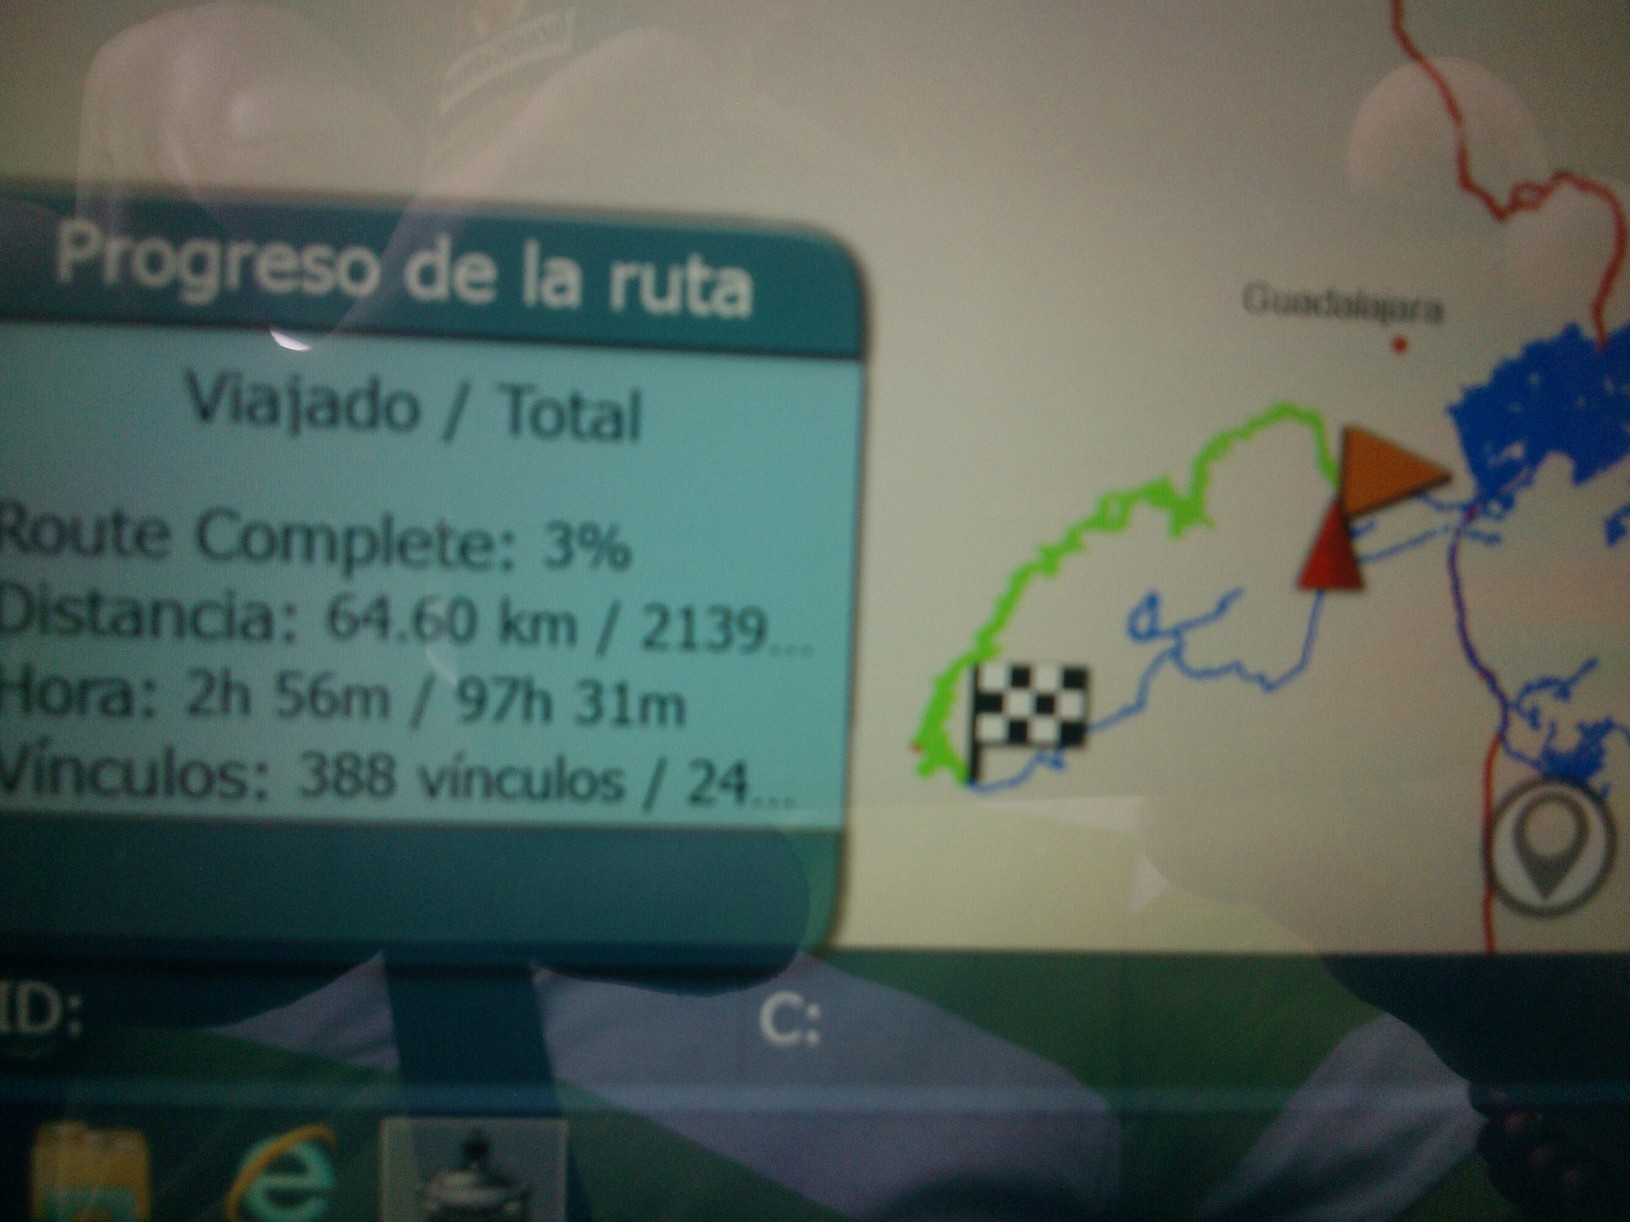 Progreso de la ruta
Viajado / Total
Route Complete: 3%
Distancia: 64.60 km / 2139...
Hora: 2h 56m / 97h 31m
Vínculos: 388 vínculos / 24...
Guadalajara
ID:
C: